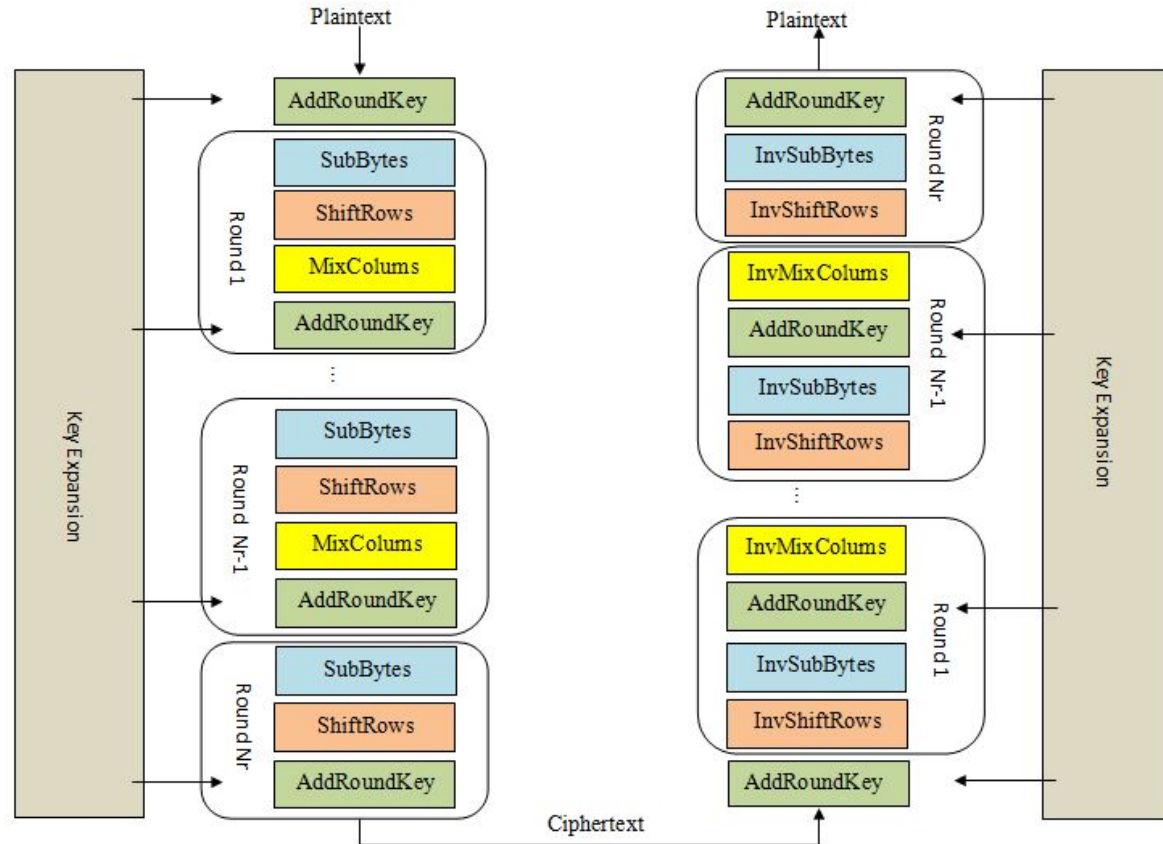 Plaintext
AddRoundKey
SubBytes
ShiftRows
MixColums
AddRoundKey
Round 1
...
SubBytes
ShiftRows
MixColums
AddRoundKey
Round Nr-1
SubBytes
ShiftRows
AddRoundKey
Round Nr
Key Expansion
Ciphertext
Plaintext
AddRoundKey
InvSubBytes
InvShiftRows
Round Nr
InvMixColums
AddRoundKey
InvSubBytes
InvShiftRows
Round Nr-1
...
InvMixColums
AddRoundKey
InvSubBytes
InvShiftRows
Round 1
AddRoundKey
Key Expansion